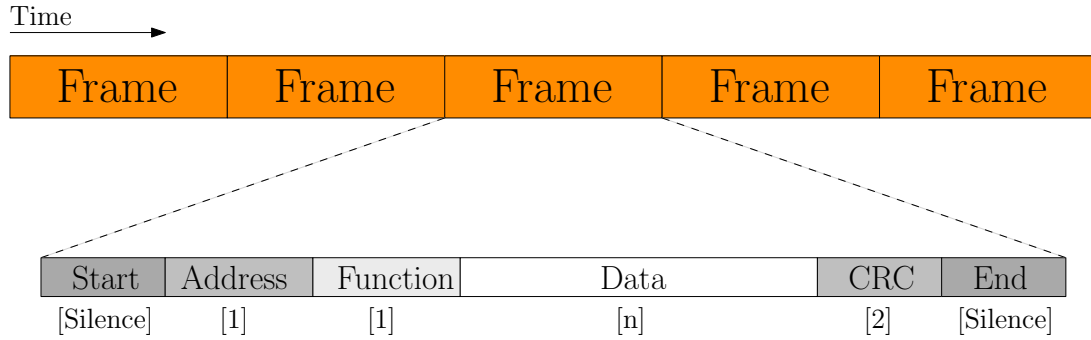 Time
Frame Frame Frame Frame Frame
Start Address Function Data CRC End
[Silence] [1] [1] [n] [2] [Silence]